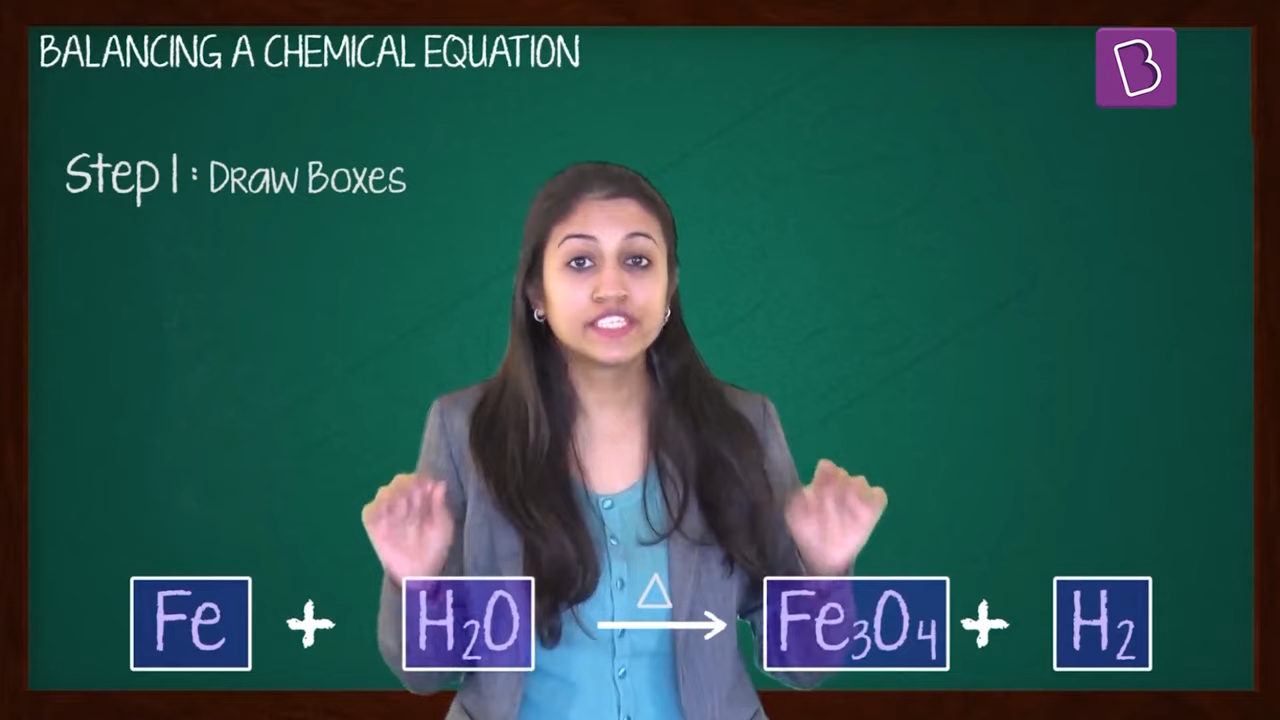 BALANCING A CHEMICAL EQUATION
B
Step 1 : Draw Boxes
△
Fe + H₂O → Fe₃O₄ + H₂